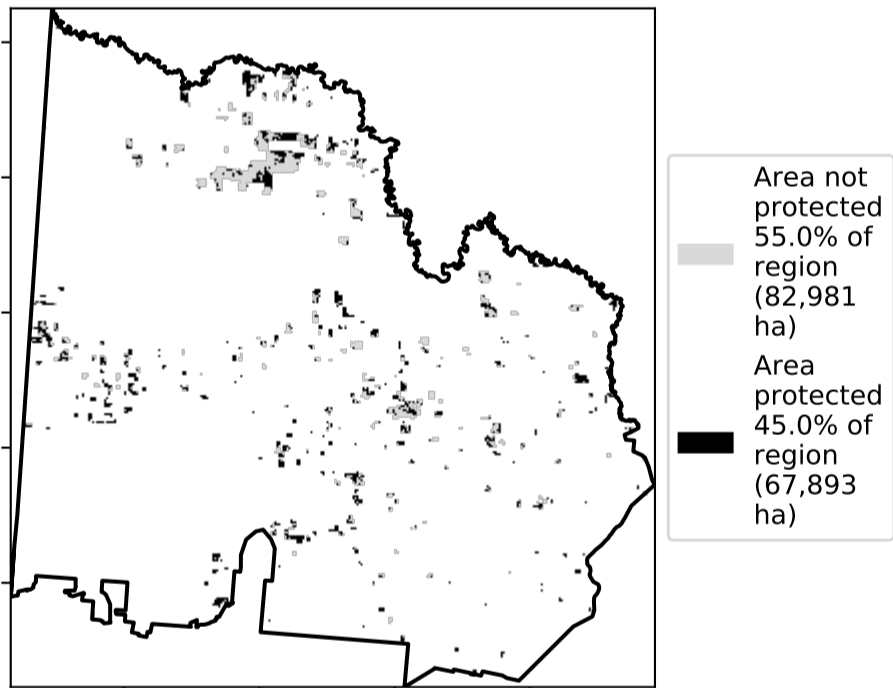 Area not
protected
55.0% of
region
(82,981
ha)
Area
protected
45.0% of
region
(67,893
ha)